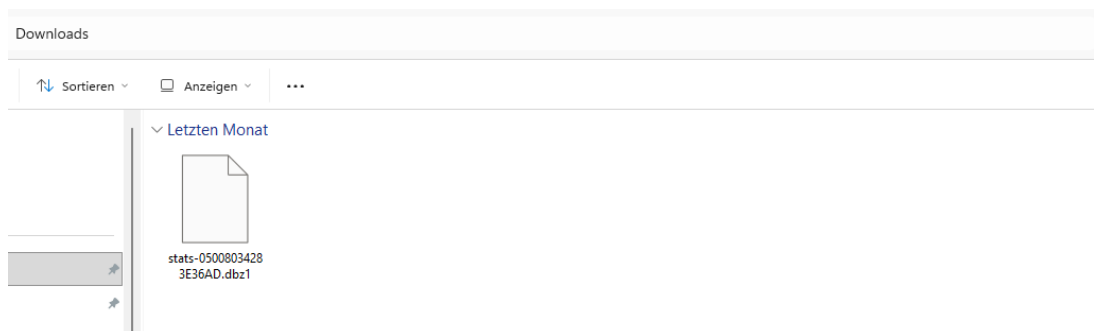 Downloads
Sortieren
Anzeigen
Letzten Monat
stats-0500803428
3E36AD.dbz1